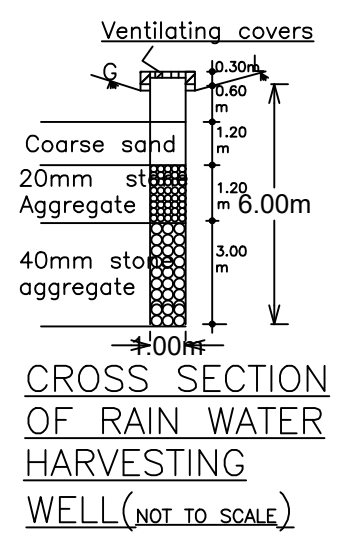 Ventilating covers
G L
0.30m
0.60
m
Coarse sand
1.20
m
20mm stone
Aggregate
1.20
m
6.00m
40mm stone
aggregate
3.00
m
1.00m
CROSS SECTION
OF RAIN WATER
HARVESTING
WELL(NOT TO SCALE)